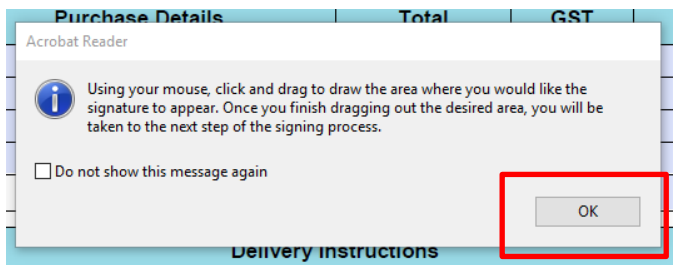 Purchase Details Total GST
Acrobat Reader
Using your mouse, click and drag to draw the area where you would like the
signature to appear. Once you finish dragging out the desired area, you will be
taken to the next step of the signing process.
Do not show this message again
OK
Delivery Instructions